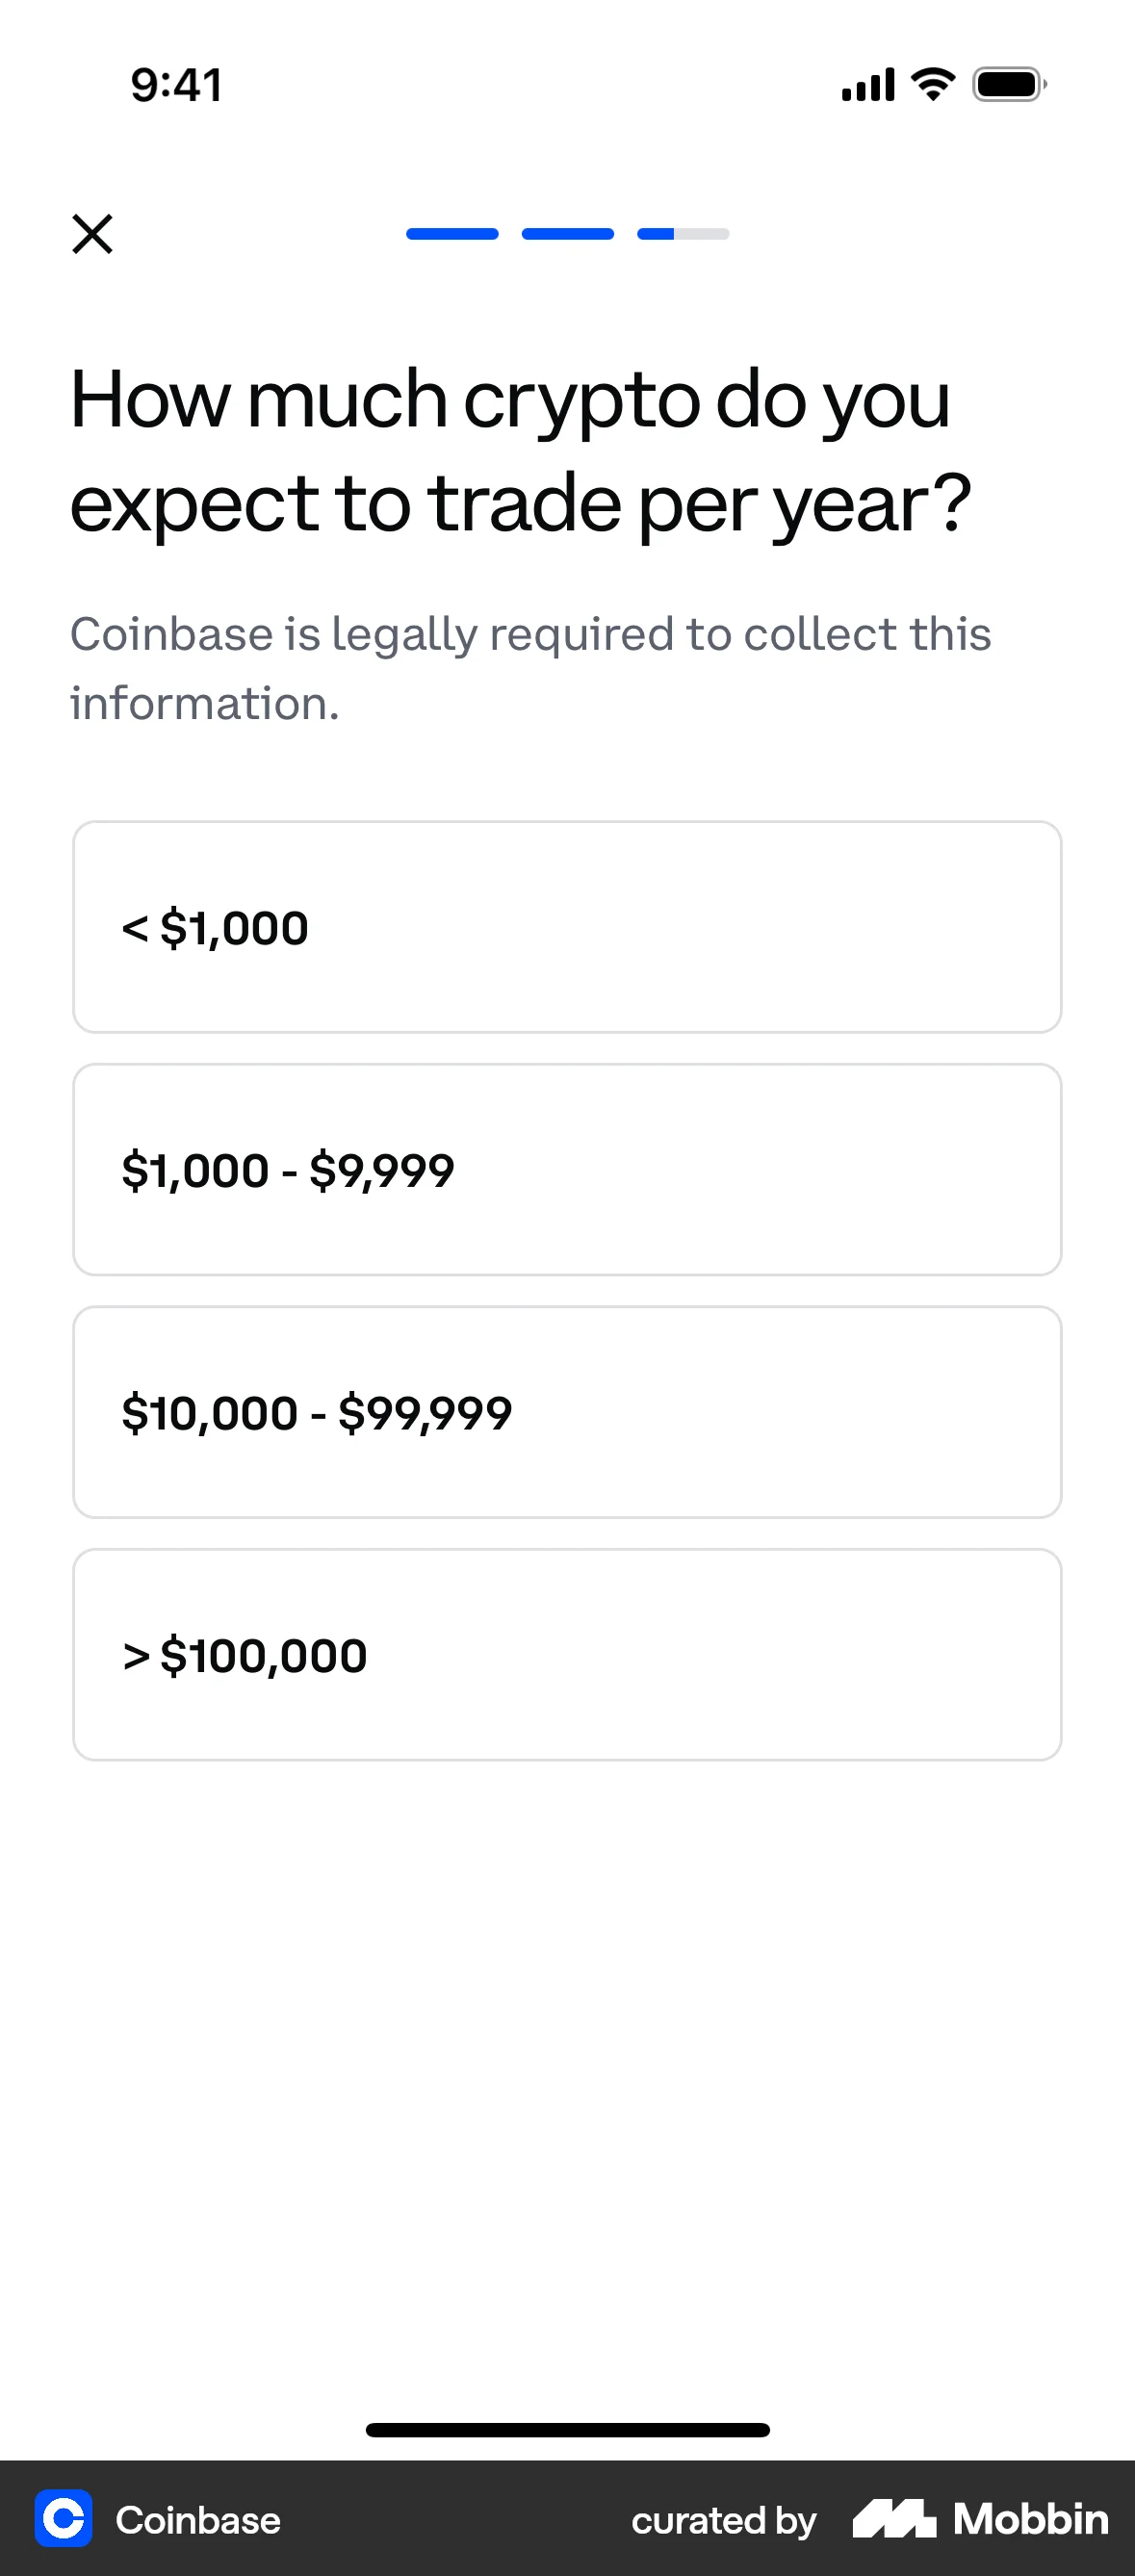 9:41
How much crypto do you
expect to trade per year?
Coinbase is legally required to collect this
information.
< $1,000
$1,000 - $9,999
$10,000 - $99,999
> $100,000
Coinbase
curated by Mobbin